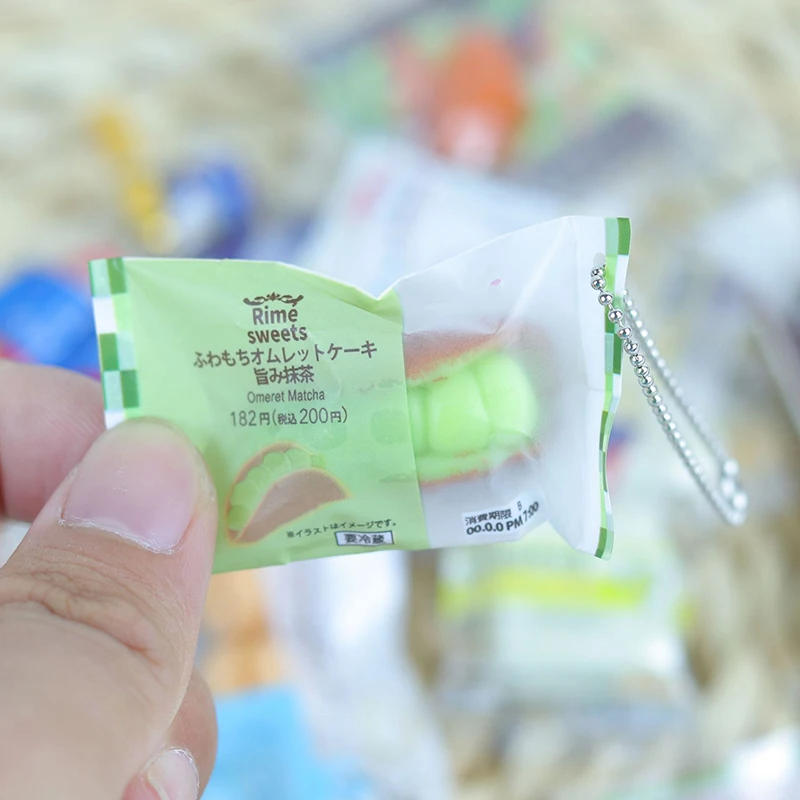 Rime
sweets
ふわもちオムレットケーキ
旨み抹茶
Omeret Matcha
182円(税込200円)
※イラストはイメージです。
要冷蔵
消費期限 B
00.0.0 PM 7:00